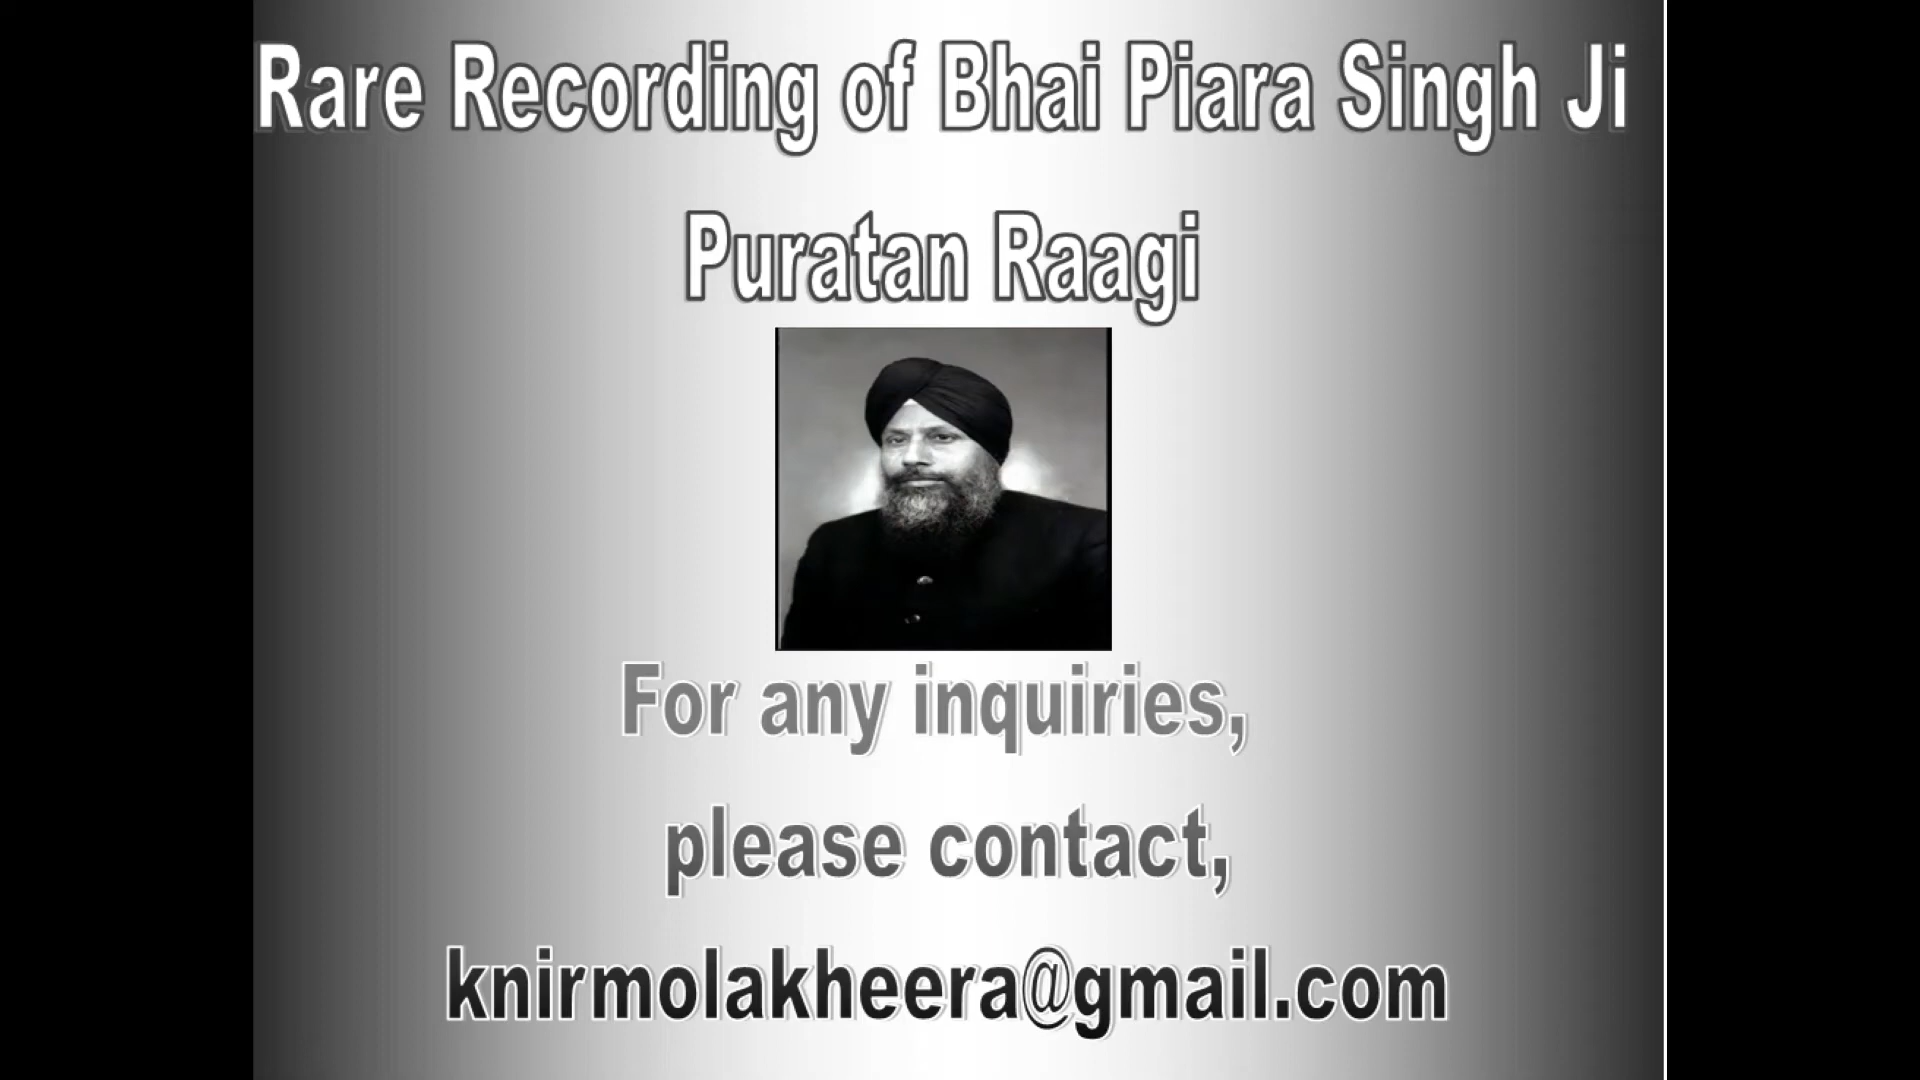 Rare Recording of Bhai Piara Singh Ji
Puratan Raagi
For any inquiries,
please contact,
knirmolakheera@gmail.com